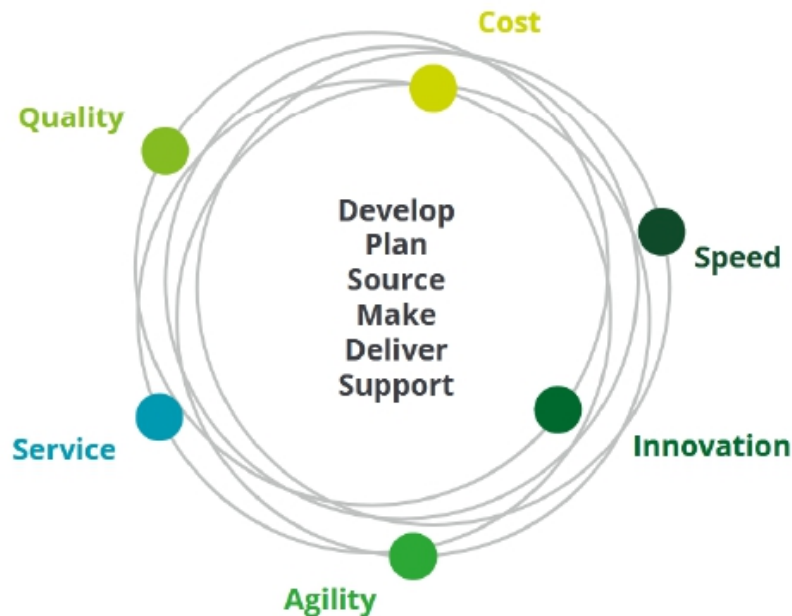 Cost
Quality
Develop
Plan
Source
Make
Deliver
Support
Speed
Service
Innovation
Agility